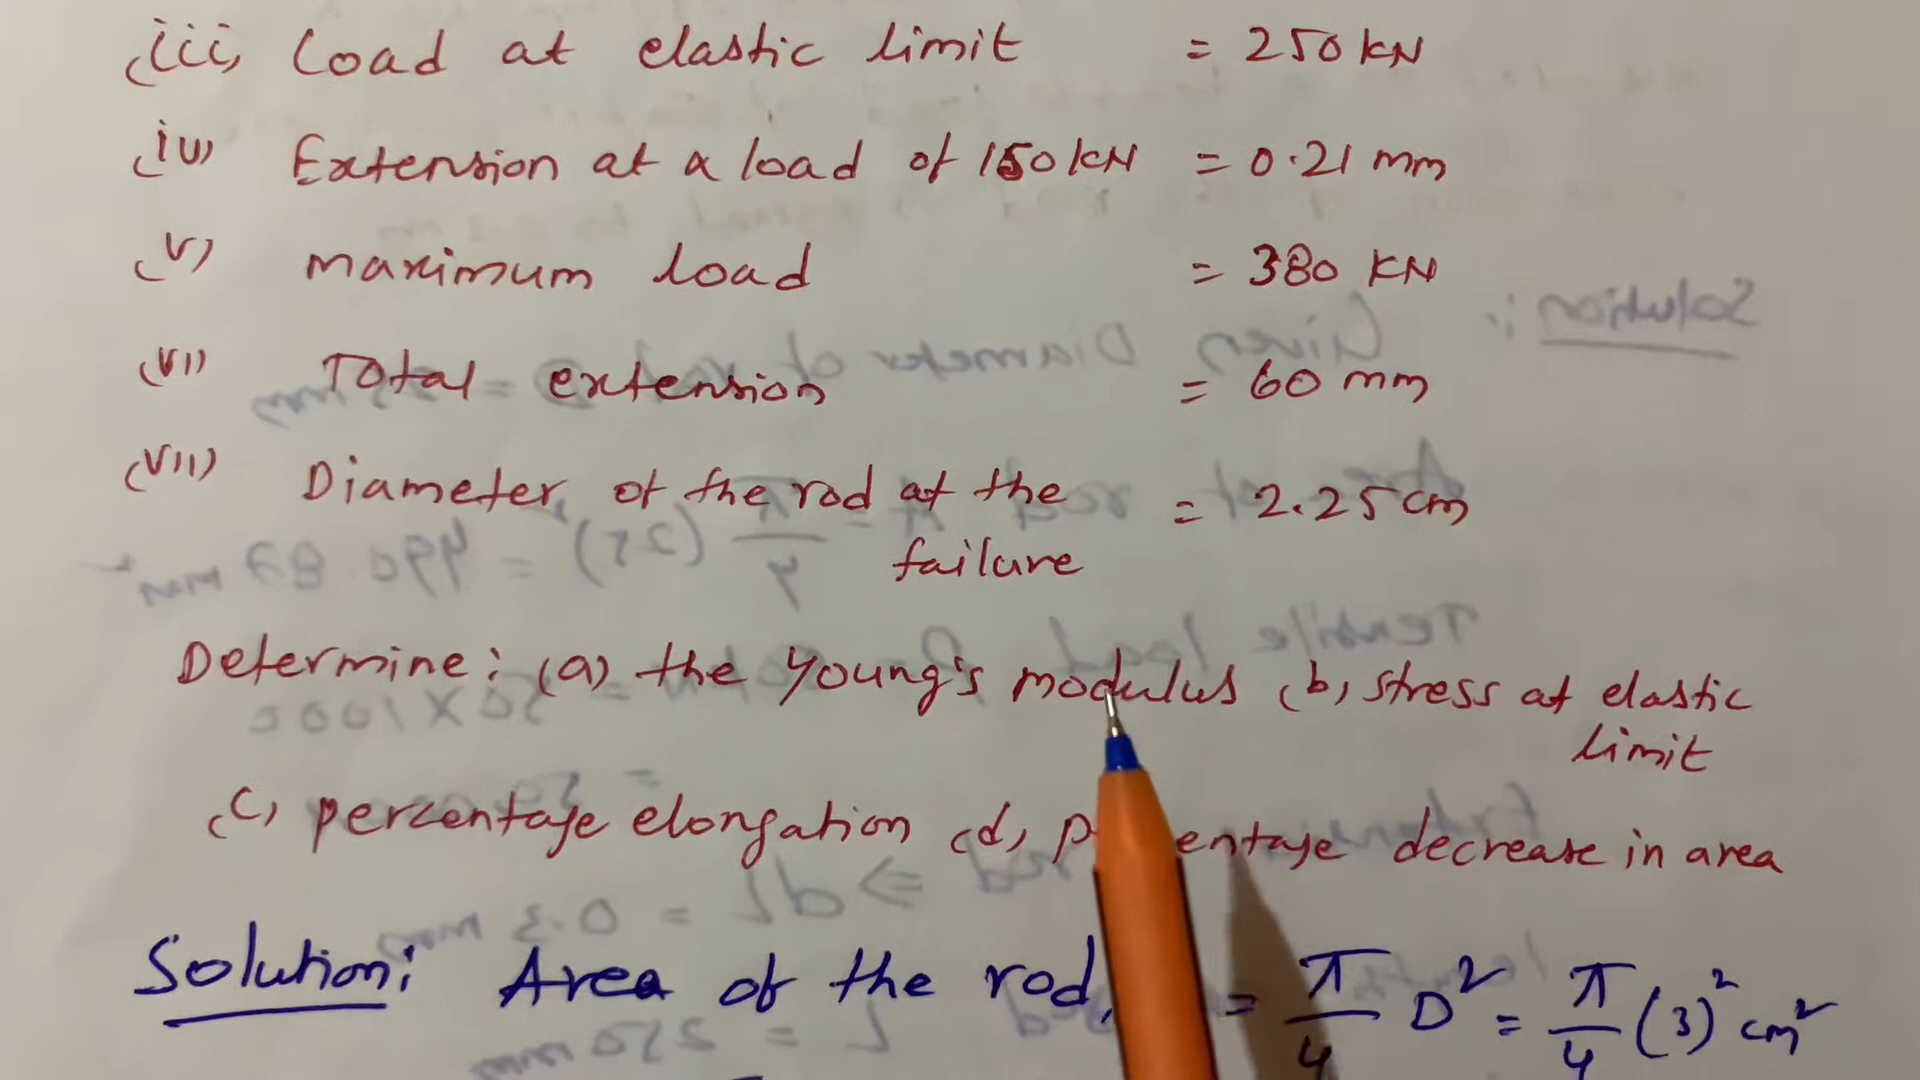 (iii) Load at elastic limit = 250 kN
(iv) Extension at a load of 150 kN = 0.21 mm
(v) maximum load = 380 KN
(vi) Total extension = 60 mm
(vii) Diameter of the rod at the = 2.25 cm
failure
Determine: (a) the Young's modulus (b) stress at elastic
limit
(c) percentage elongation (d) decrease in area
Solution: Area of the rod, = π/4 D² = π/4 (3)² cm²